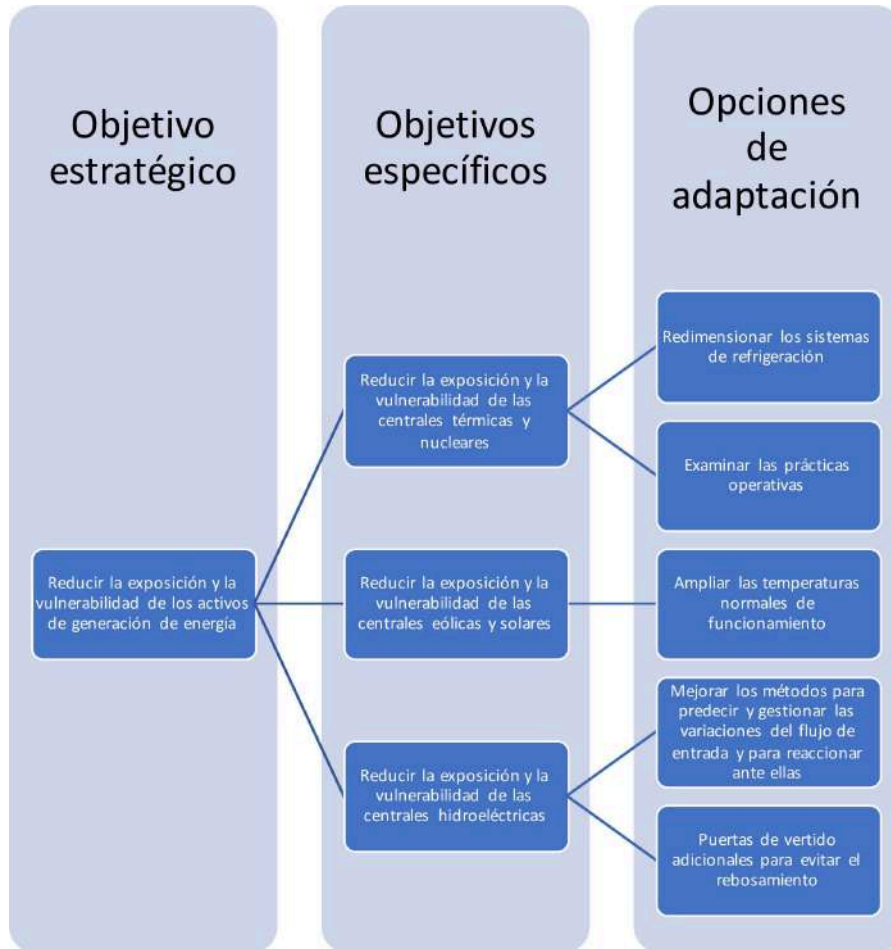 Objetivo
estratégico
Objetivos
específicos
Opciones
de
adaptación
Reducir la exposición y la
vulnerabilidad de los activos
de generación de energía
Reducir la exposición y la
vulnerabilidad de las
centrales térmicas y
nucleares
Reducir la exposición y la
vulnerabilidad de las
centrales eólicas y solares
Reducir la exposición y la
vulnerabilidad de las
centrales hidroeléctricas
Redimensionar los sistemas
de refrigeración
Examinar las prácticas
operativas
Ampliar las temperaturas
normales de
funcionamiento
Mejorar los métodos para
predecir y gestionar las
variaciones del flujo de
entrada y para reaccionar
ante ellas
Puertas de vertido
adicionales para evitar el
rebosamiento